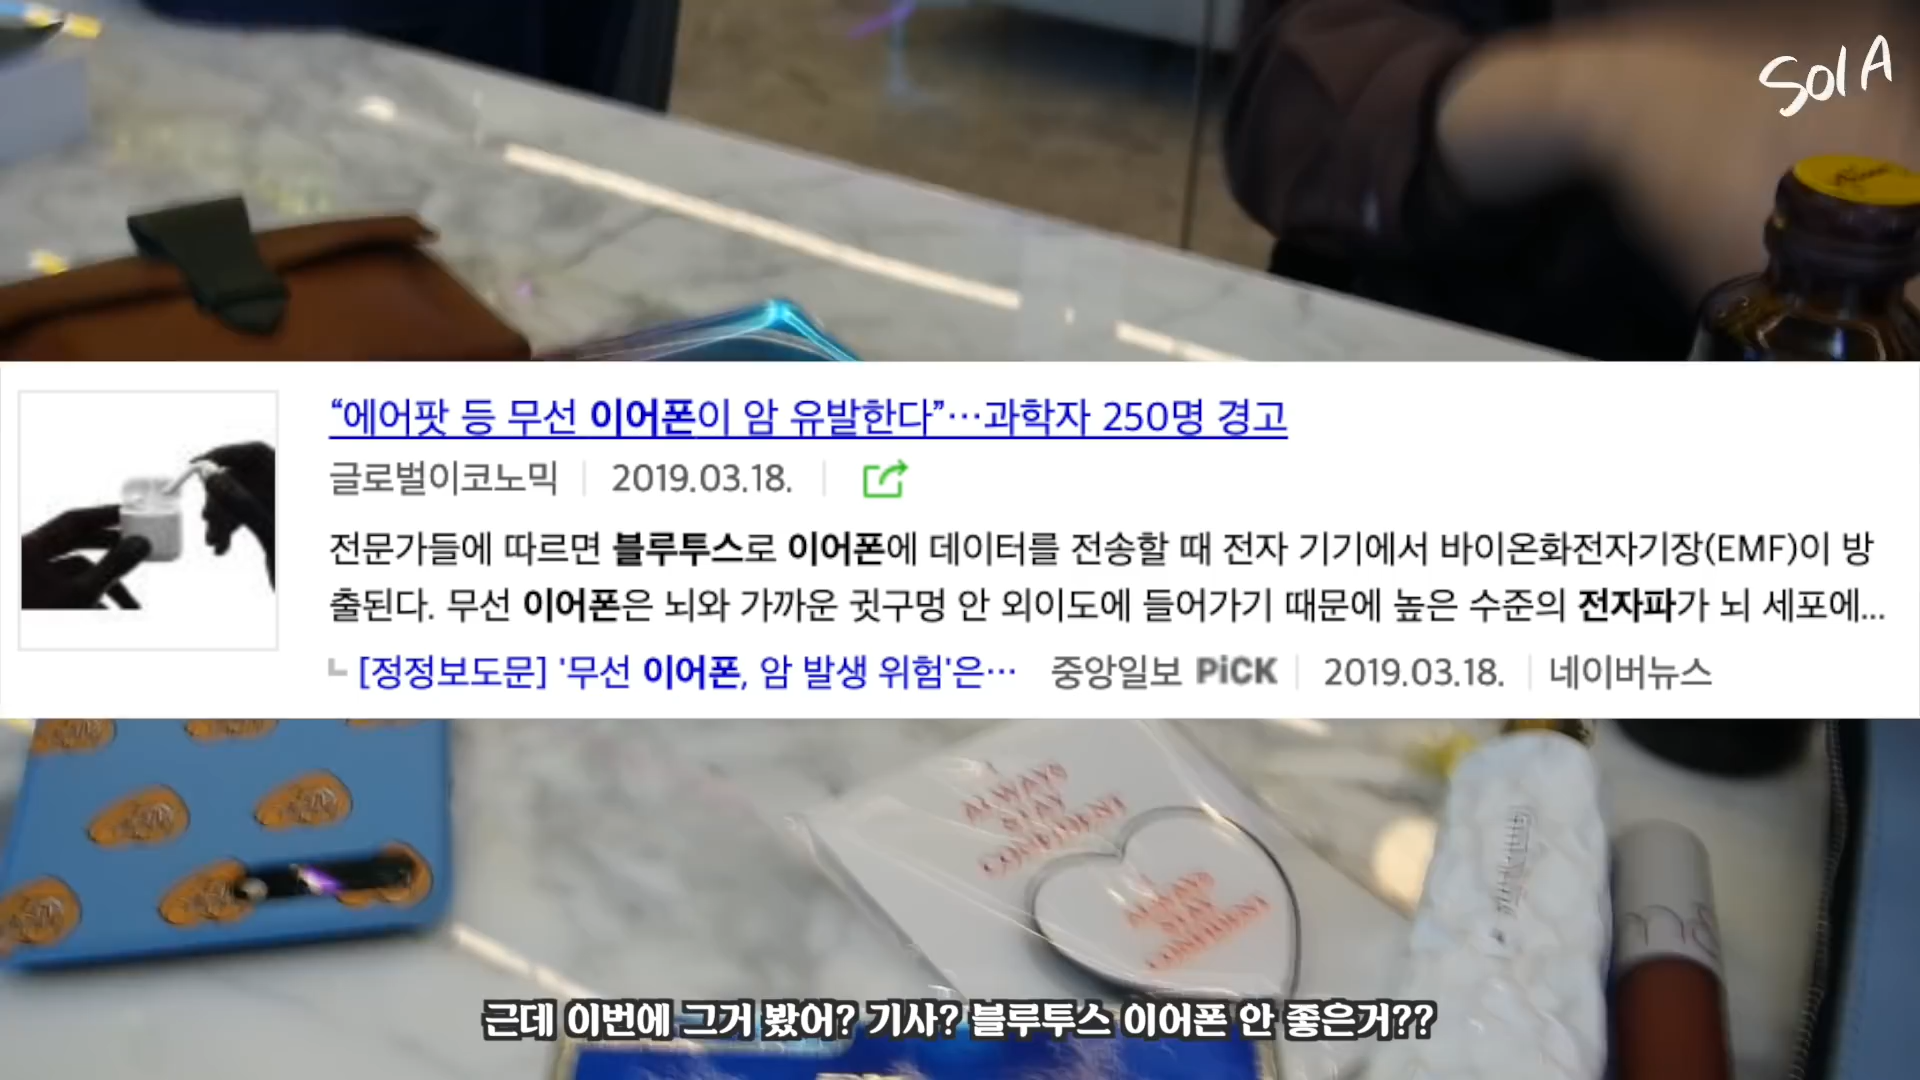 SolA
“에어팟 등 무선 이어폰이 암 유발한다”…과학자 250명 경고
글로벌이코노믹 2019.03.18.
전문가들에 따르면 블루투스로 이어폰에 데이터를 전송할 때 전자 기기에서 바이온화전자기장(EMF)이 방
출된다. 무선 이어폰은 뇌와 가까운 귓구멍 안 외이도에 들어가기 때문에 높은 수준의 전자파가 뇌 세포에...
[정정보도문] '무선 이어폰, 암 발생 위험'은… 중앙일보 PiCK 2019.03.18. 네이버뉴스
ALWAYS
STAY
CONFIDENT
ALWAYS
STAY
CONFIDENT
근데 이번에 그거 봤어? 기사? 블루투스 이어폰 안 좋은거??